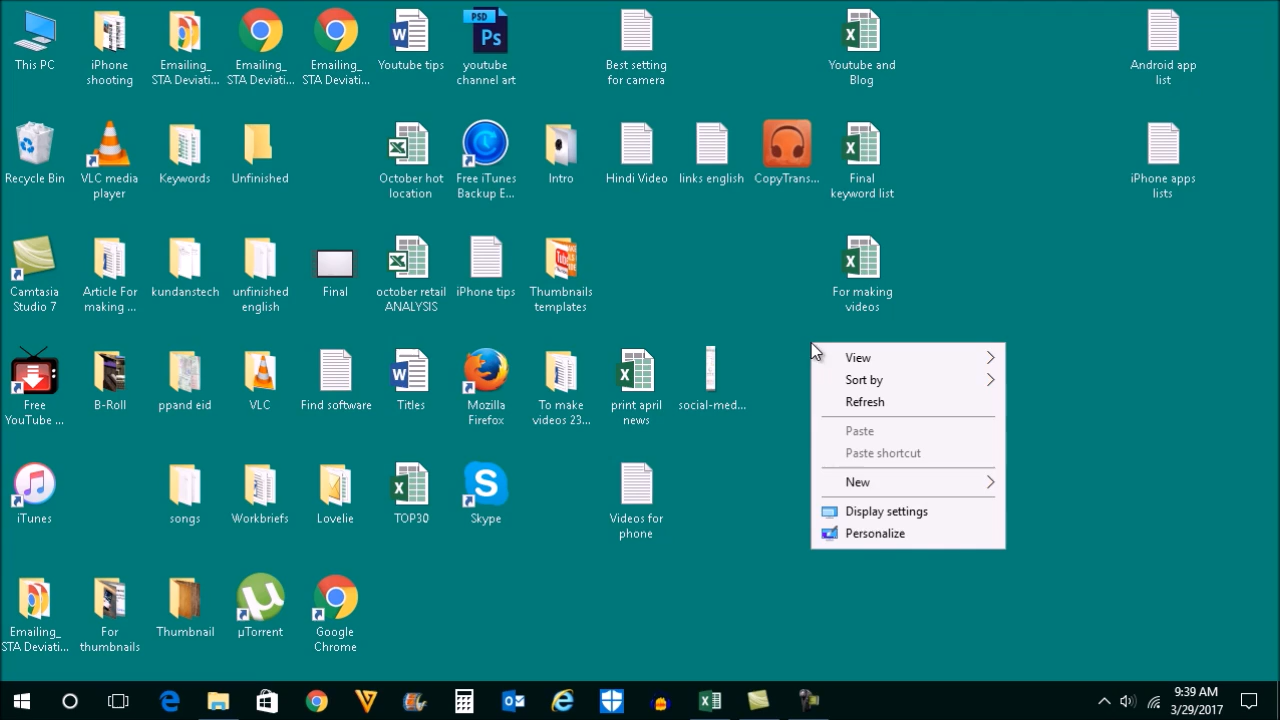 This PC
iPhone
shooting
Emailing_
STA Deviati...
Emailing_
STA Deviati...
Emailing_
STA Deviati...
Youtube tips
PSD
Ps
youtube
channel art
Best setting
for camera
Youtube and
Blog
Android app
list
Recycle Bin
VLC media
player
Keywords
Unfinished
October hot
location
Free iTunes
Backup E...
Intro
Hindi Video
links english
CopyTrans...
Final
keyword list
iPhone apps
lists
Camtasia
Studio 7
Article For
making ...
kundanstech
unfinished
english
Final
october retail
ANALYSIS
iPhone tips
Thumbnails
templates
For making
videos
Free
YouTube ...
B-Roll
ppand eid
VLC
Find software
Titles
Mozilla
Firefox
To make
videos 23...
print april
news
social-med...
View
Sort by
Refresh
Paste
Paste shortcut
New
Display settings
Personalize
iTunes
songs
Workbriefs
Lovelie
TOP30
Skype
Videos for
phone
Emailing_
STA Deviati...
For
thumbnails
Thumbnail
µTorrent
Google
Chrome
9:39 AM
3/29/2017